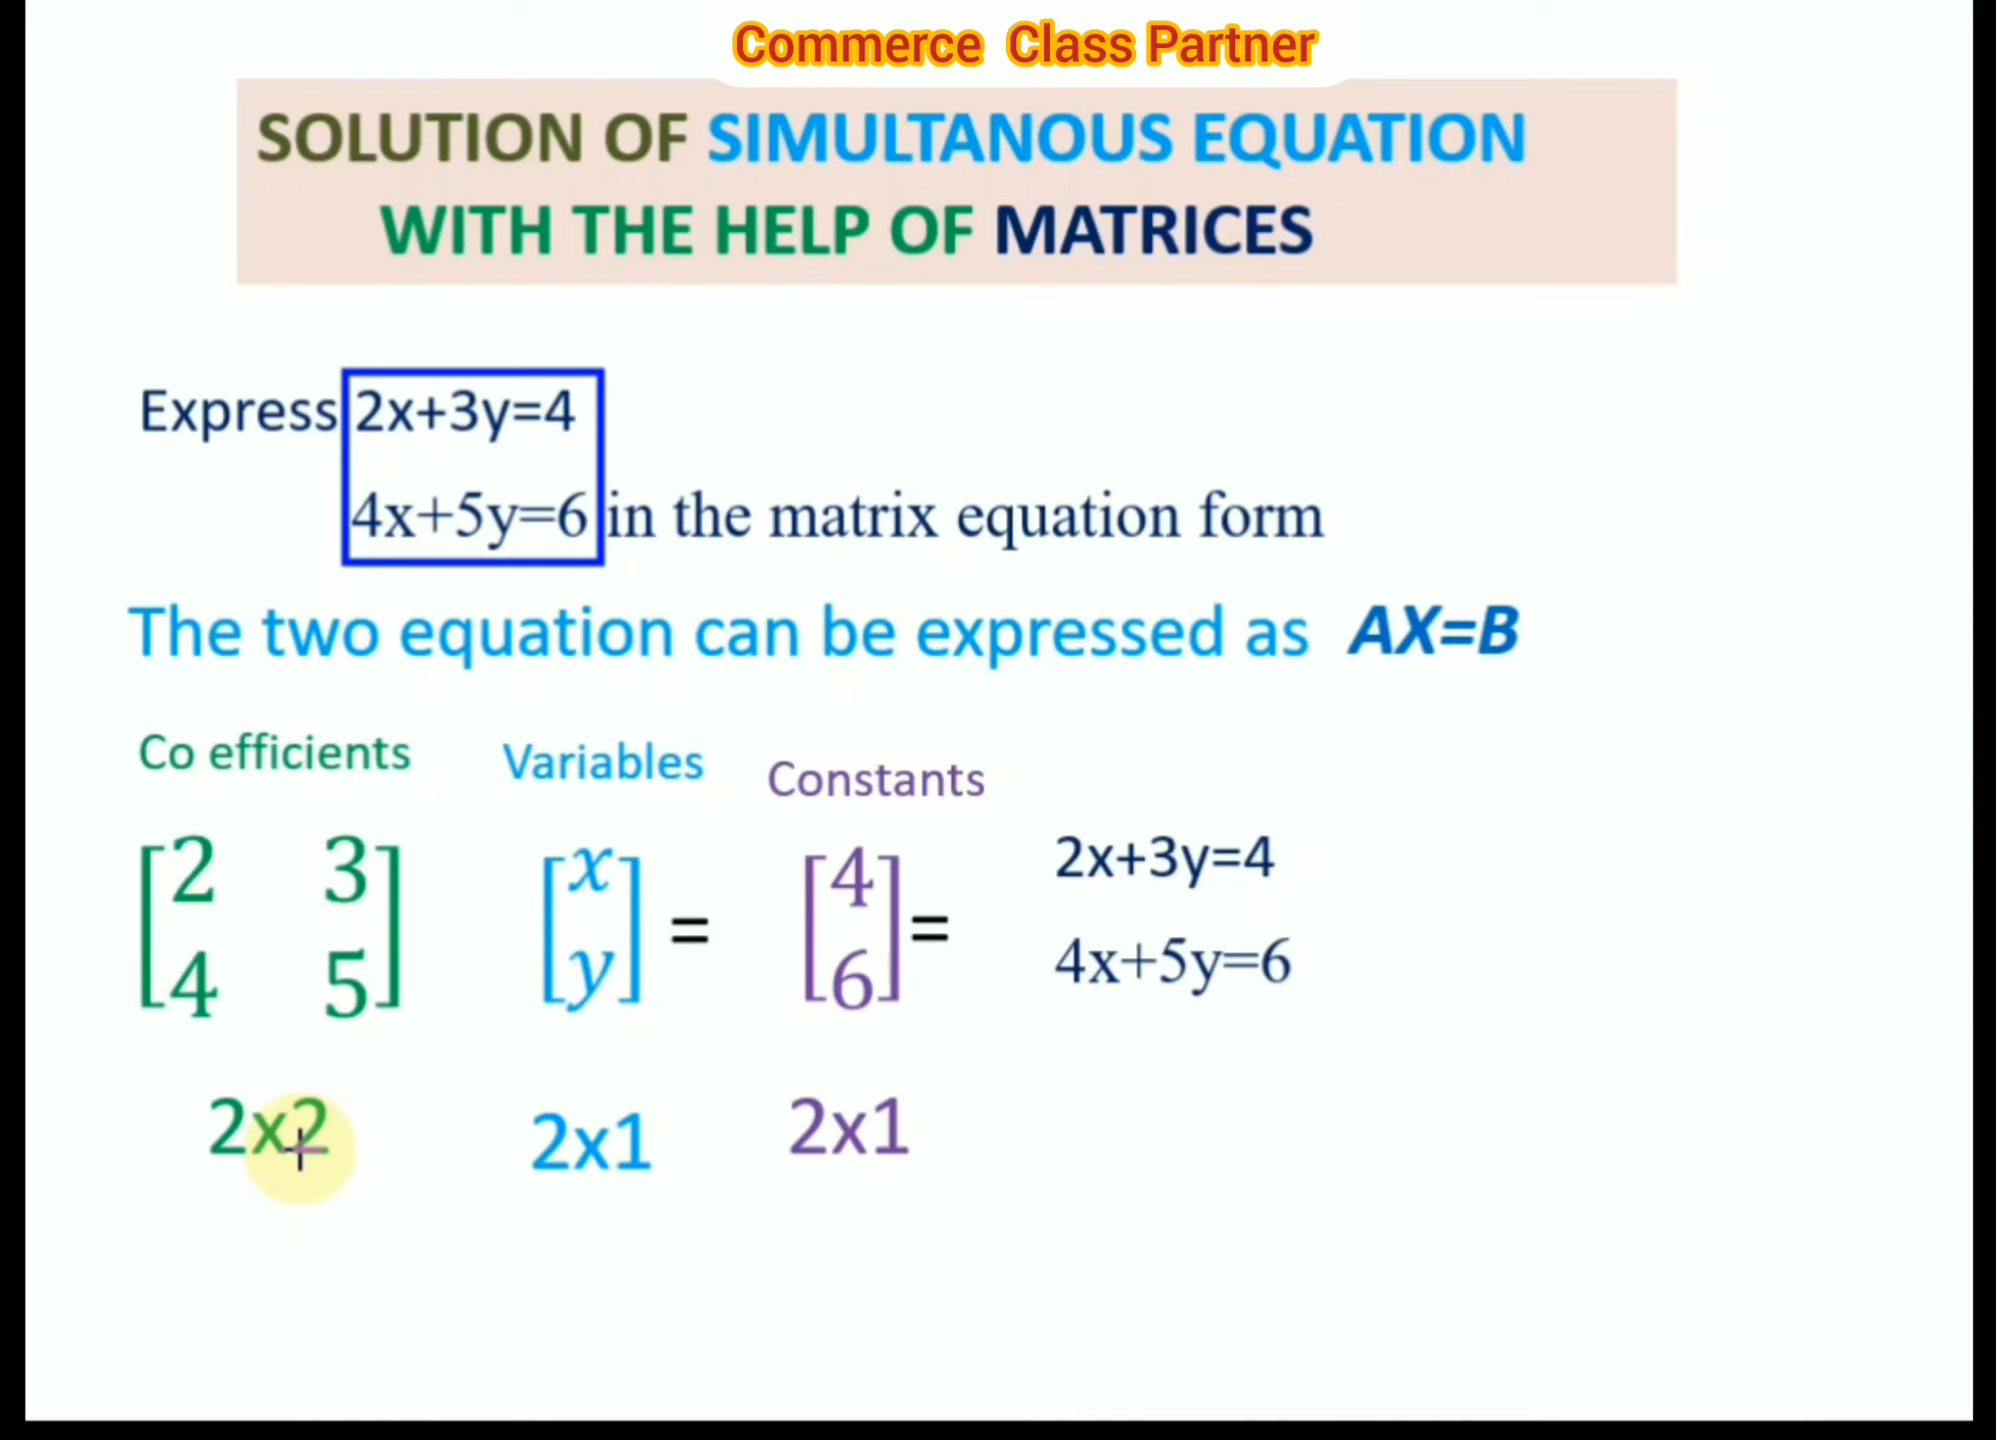 Commerce Class Partner
SOLUTION OF SIMULTANOUS EQUATION
WITH THE HELP OF MATRICES
Express 2x+3y=4
4x+5y=6 in the matrix equation form
The two equation can be expressed as AX=B
Co efficients Variables Constants
[2 3] [x] = [4] = 2x+3y=4
[4 5] [y] [6] 4x+5y=6
2x2 2x1 2x1